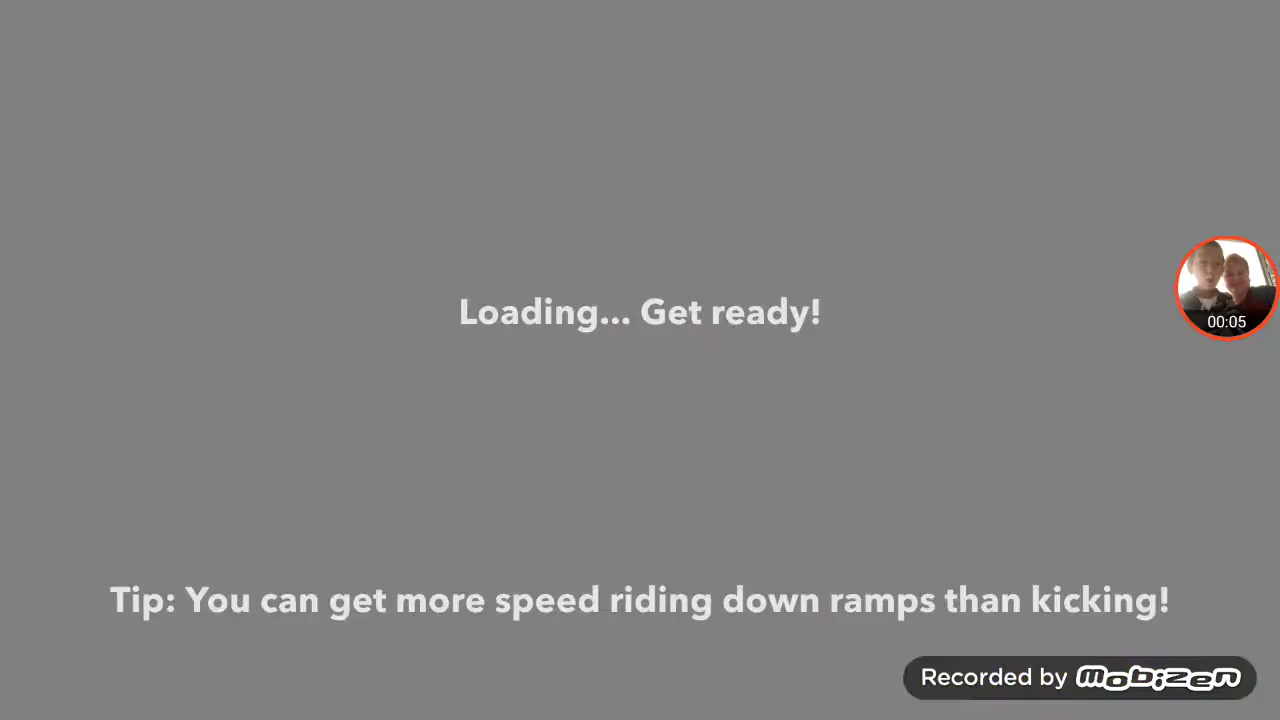 Loading... Get ready!
00:05
Tip: You can get more speed riding down ramps than kicking!
Recorded by mobizen